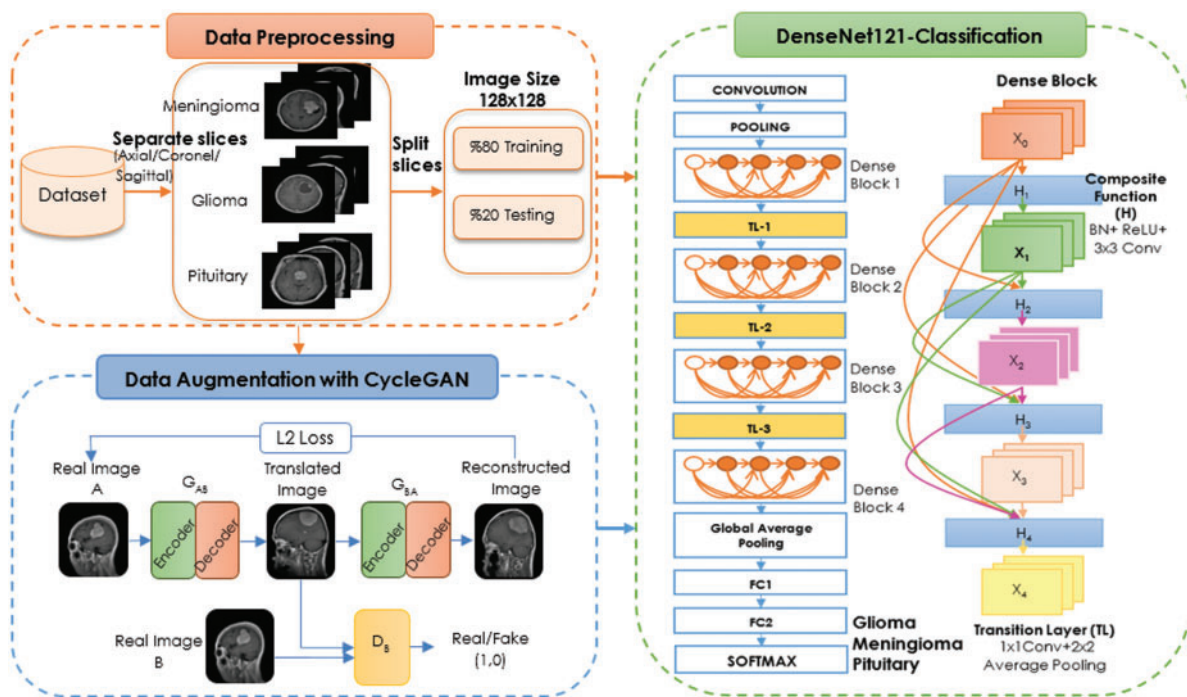 Data Preprocessing
Dataset
Separate slices
(Axial/Coronel/
Sagittal)
Meningioma
Glioma
Pituitary
Split
slices
Image Size
128x128
%80 Training
%20 Testing
Data Augmentation with CycleGAN
L2 Loss
Real Image
A
G_AB
Encoder
Decoder
Translated
Image
G_BA
Encoder
Decoder
Reconstructed
Image
Real Image
B
D_B
Real/Fake
(1,0)
DenseNet121-Classification
CONVOLUTION
POOLING
Dense
Block 1
TL-1
Dense
Block 2
TL-2
Dense
Block 3
TL-3
Dense
Block 4
Global Average
Pooling
FC1
FC2
SOFTMAX
Glioma
Meningioma
Pituitary
Dense Block
X₀
H₁
Composite
Function (H)
BN+ ReLU+
3x3 Conv
X₁
H₂
X₂
H₃
X₃
H₄
X₄
Transition Layer (TL)
1x1Conv+2x2
Average Pooling